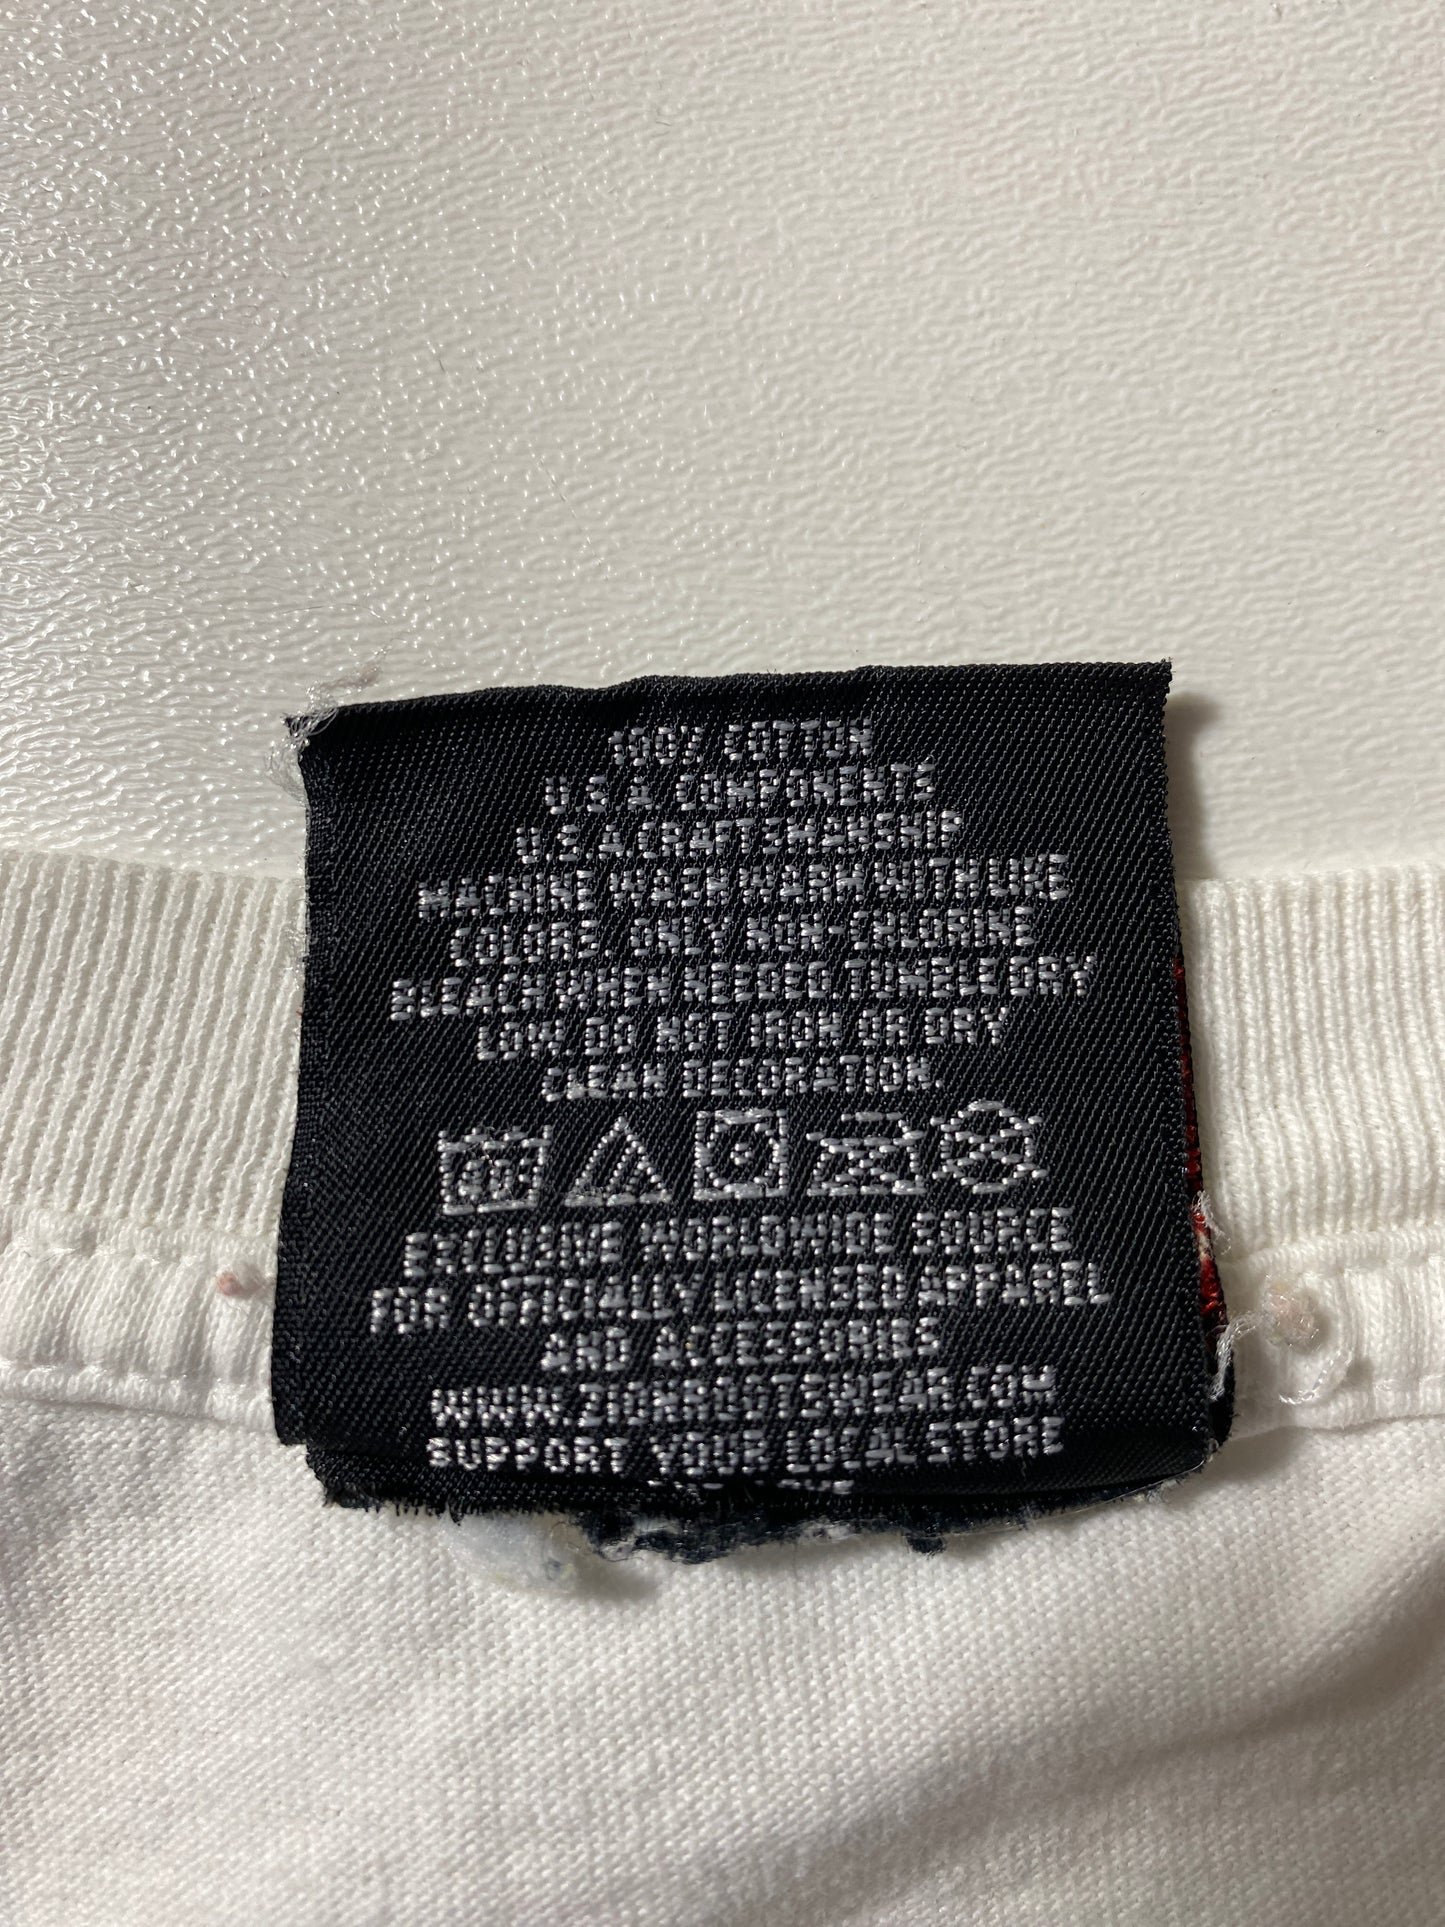 100% COTTON
U.S.A. COMPONENTS
U.S.A. CRAFTSMANSHIP
MACHINE WASH WARM WITH LIKE
COLORS. ONLY NON-CHLORINE
BLEACH WHEN NEEDED. TUMBLE DRY
LOW. DO NOT IRON OR DRY
CLEAN DECORATION.
40°
EXCLUSIVE WORLDWIDE SOURCE
FOR OFFICIALLY LICENSED APPAREL
AND ACCESSORIES
WWW.ZIONROOTSWEAR.COM
SUPPORT YOUR LOCAL STORE